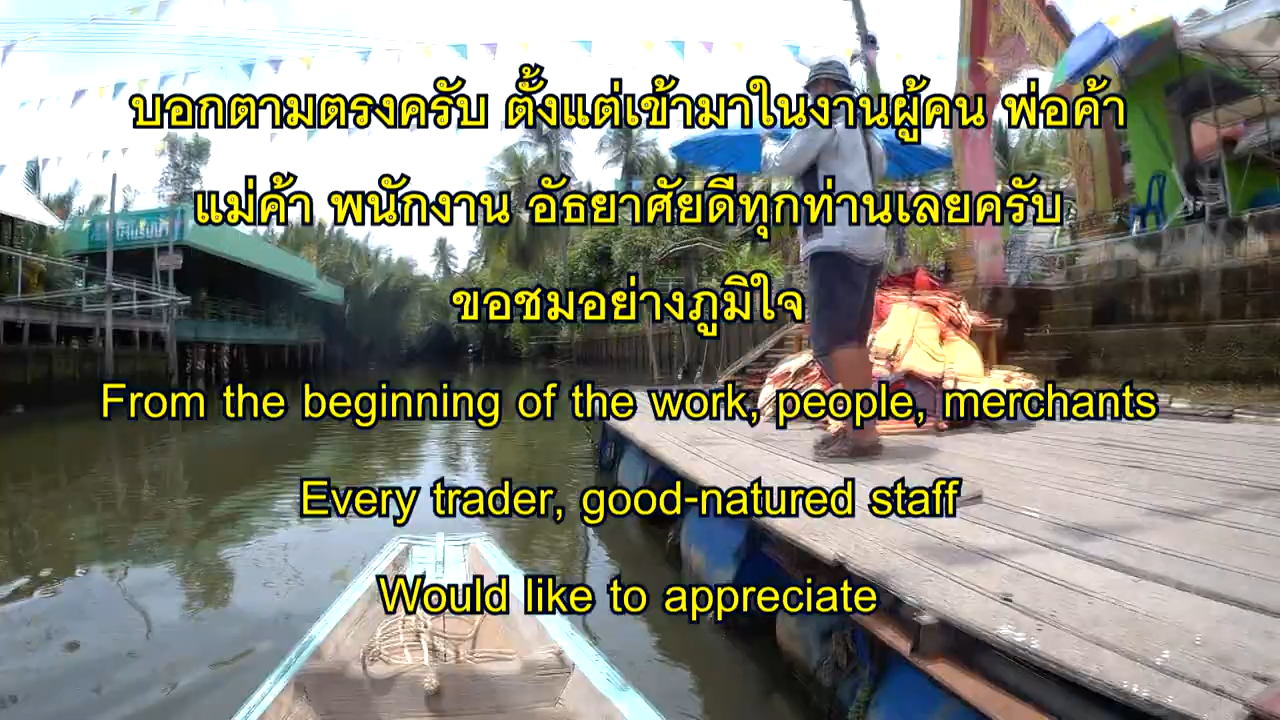 บอกตามตรงครับ ตั้งแต่เข้ามาในงานผู้คน พ่อค้า
แม่ค้า พนักงาน อัธยาศัยดีทุกท่านเลยครับ
ขอชมอย่างภูมิใจ
From the beginning of the work, people, merchants
Every trader, good-natured staff
Would like to appreciate